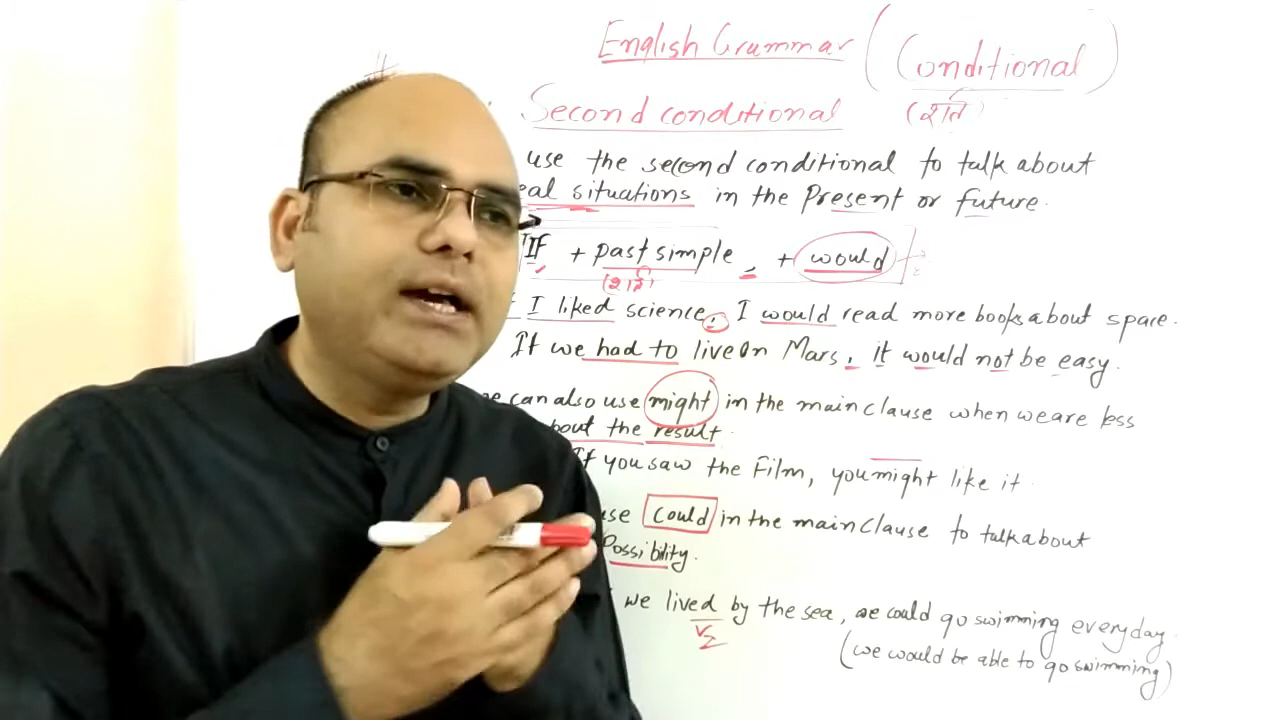 English Grammar (Conditional)
(शर्त)
Second conditional
use the second conditional to talk about
eal situations in the Present or future.
If + past simple , + would
(शर्त)
I liked science, I would read more books about space.
If we had to live on Mars, it would not be easy.
can also use might in the main clause when we are less
bout the result.
If you saw the Film, you might like it.
use could in the main clause to talk about
Possibility.
we lived by the sea, we could go swimming everyday.
V2
(we would be able to go swimming)